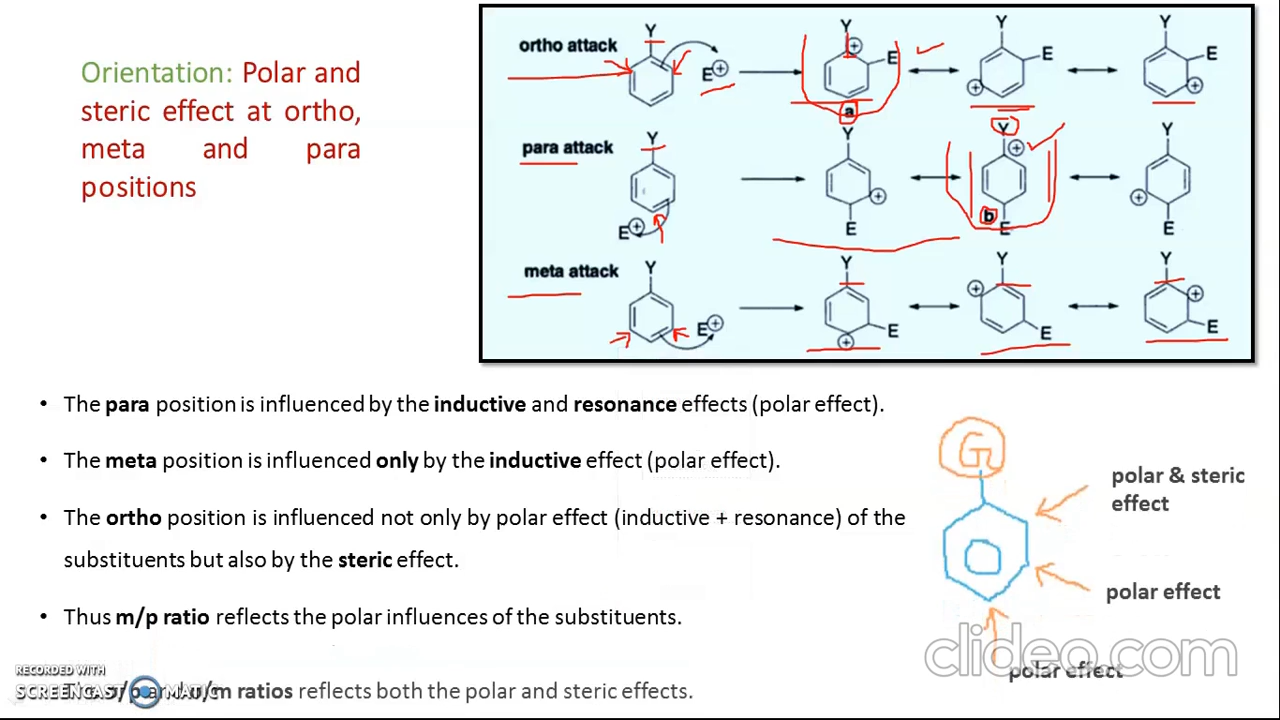 Orientation: Polar and
steric effect at ortho,
meta and para
positions
ortho attack
Y
E⊕
Y
⊕
E
a
Y
E
⊕
Y
E
⊕
para attack
Y
E⊕
Y
⊕
E
Y
⊕
b
E
Y
⊕
E
meta attack
Y
E⊕
Y
E
⊕
Y
⊕
E
Y
⊕
E
• The para position is influenced by the inductive and resonance effects (polar effect).
• The meta position is influenced only by the inductive effect (polar effect).
• The ortho position is influenced not only by polar effect (inductive + resonance) of the
substituents but also by the steric effect.
• Thus m/p ratio reflects the polar influences of the substituents.
o/m ratios reflects both the polar and steric effects.
G
polar & steric
effect
polar effect
polar effect
clideo.com
RECORDED WITH
SCREENCAST MATIC